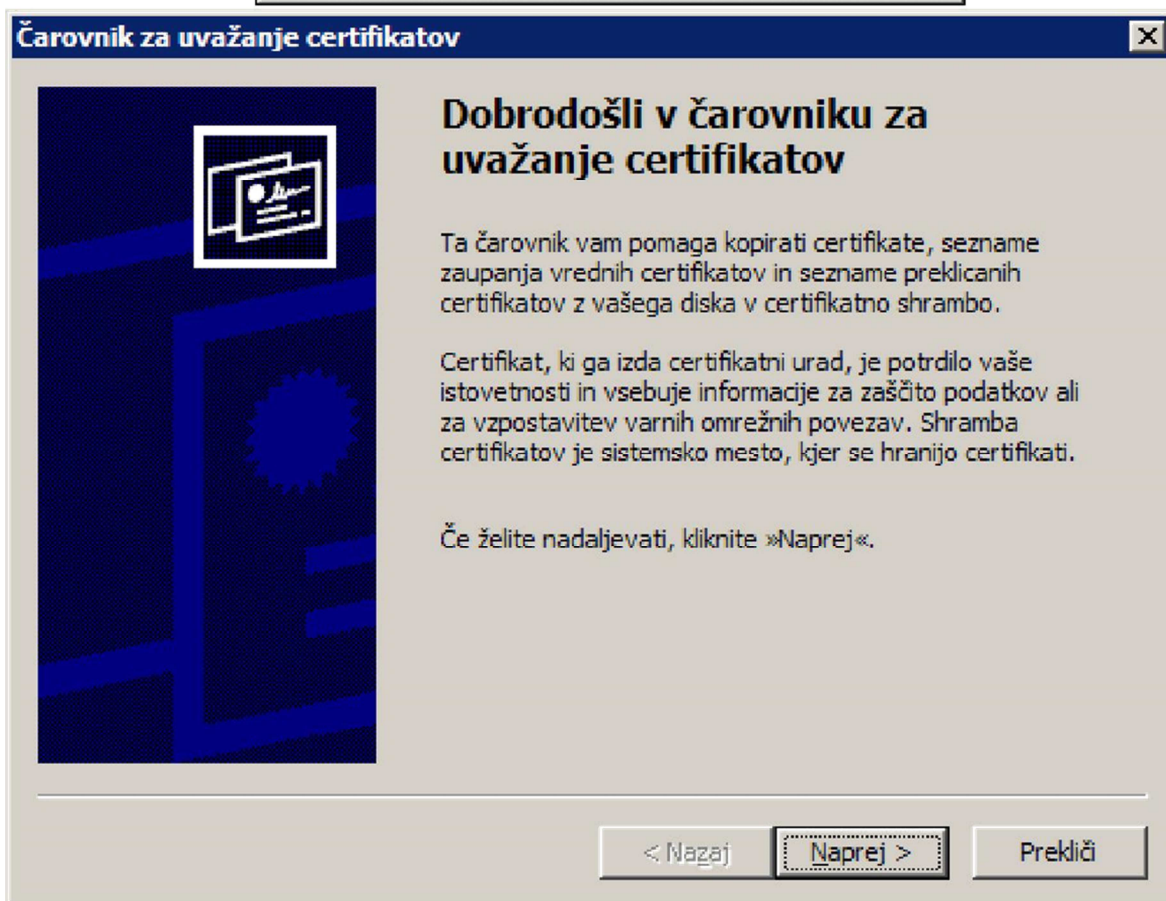 Čarovnik za uvažanje certifikatov
Dobrodošli v čarovniku za
uvažanje certifikatov
Ta čarovnik vam pomaga kopirati certifikate, sezname
zaupanja vrednih certifikatov in sezname preklicanih
certifikatov z vašega diska v certifikatno shrambo.
Certifikat, ki ga izda certifikatni urad, je potrdilo vaše
istovetnosti in vsebuje informacije za zaščito podatkov ali
za vzpostavitev varnih omrežnih povezav. Shramba
certifikatov je sistemsko mesto, kjer se hranijo certifikati.
Če želite nadaljevati, kliknite »Naprej«.
< Nazaj
Naprej >
Prekliči